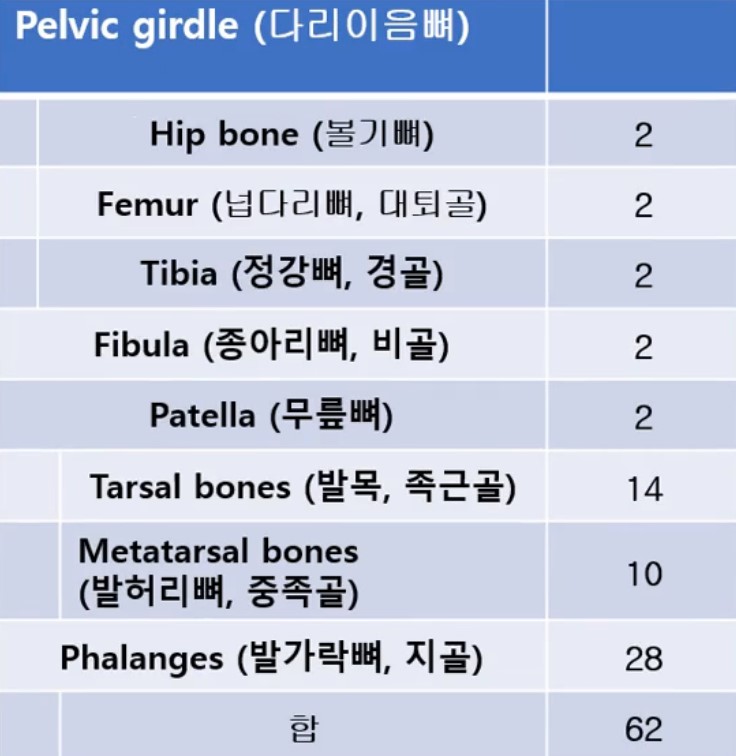 Pelvic girdle (다리이음뼈)
Hip bone (볼기뼈) 2
Femur (넙다리뼈, 대퇴골) 2
Tibia (정강뼈, 경골) 2
Fibula (종아리뼈, 비골) 2
Patella (무릎뼈) 2
Tarsal bones (발목, 족근골) 14
Metatarsal bones
(발허리뼈, 중족골) 10
Phalanges (발가락뼈, 지골) 28
합 62